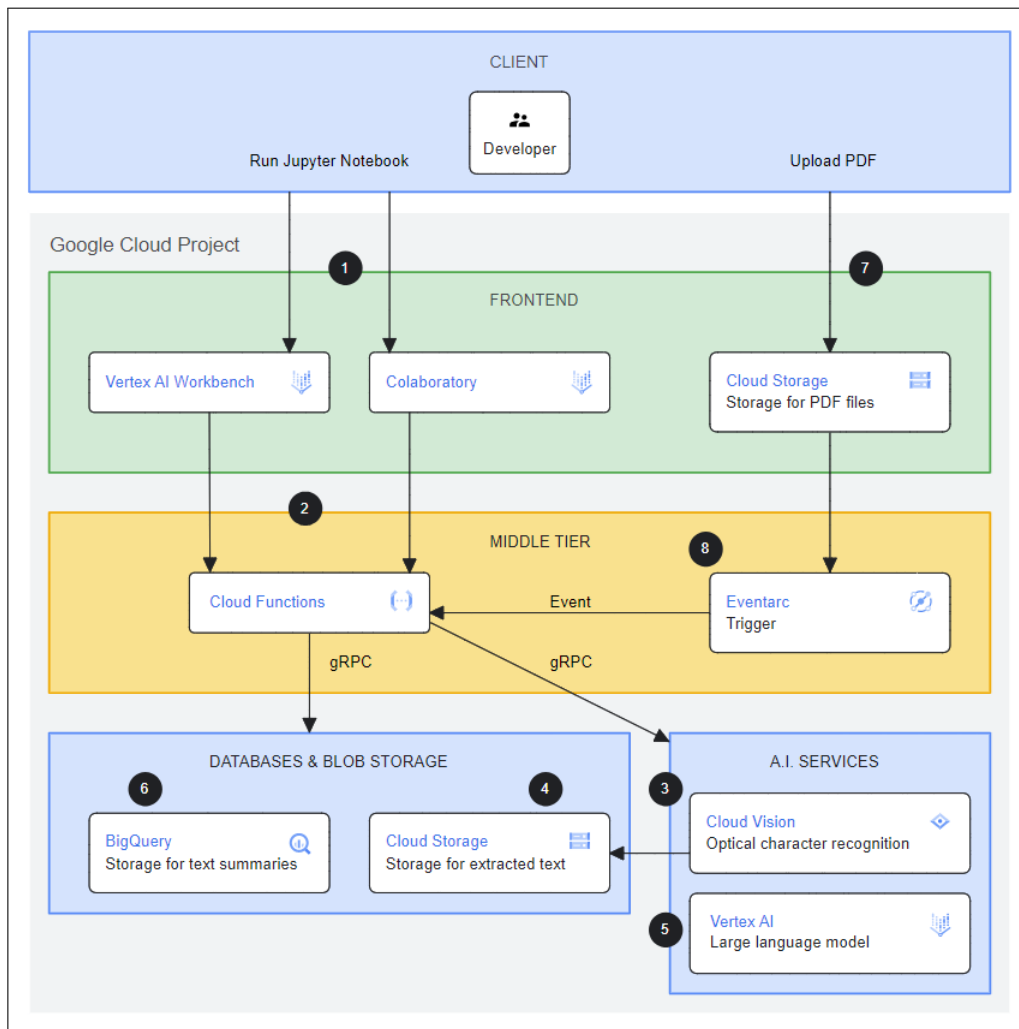 CLIENT
Developer
Run Jupyter Notebook
Upload PDF
Google Cloud Project
1
7
FRONTEND
Vertex AI Workbench
Colaboratory
Cloud Storage
Storage for PDF files
2
MIDDLE TIER
8
Cloud Functions
Event
Eventarc
Trigger
gRPC
gRPC
DATABASES & BLOB STORAGE
A.I. SERVICES
6
4
3
BigQuery
Storage for text summaries
Cloud Storage
Storage for extracted text
Cloud Vision
Optical character recognition
5
Vertex AI
Large language model